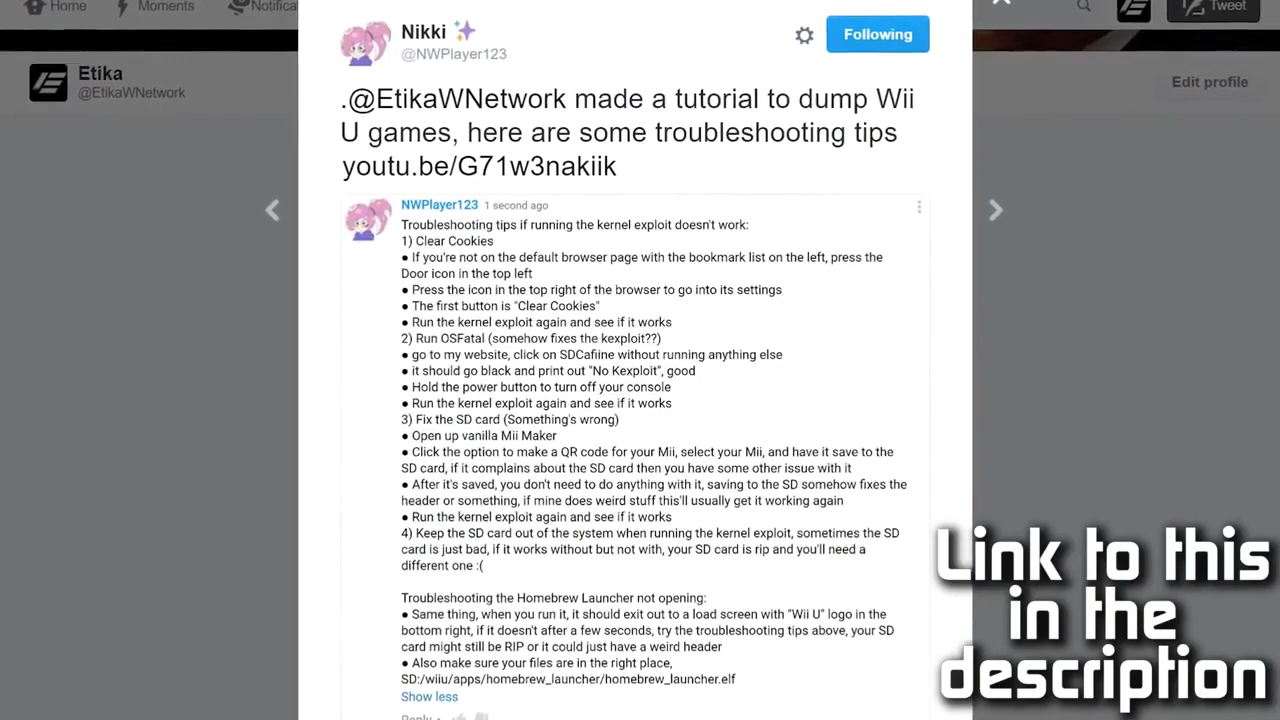 Home
Moments
Notifica
Tweet
Etika
@EtikaWNetwork
Edit profile
Nikki
@NWPlayer123
Following
.@EtikaWNetwork made a tutorial to dump Wii
U games, here are some troubleshooting tips
youtu.be/G71w3nakiik
NWPlayer123 1 second ago
Troubleshooting tips if running the kernel exploit doesn't work:
1) Clear Cookies
● If you're not on the default browser page with the bookmark list on the left, press the
Door icon in the top left
● Press the icon in the top right of the browser to go into its settings
● The first button is "Clear Cookies"
● Run the kernel exploit again and see if it works
2) Run OSFatal (somehow fixes the kexploit??)
● go to my website, click on SDCafiine without running anything else
● it should go black and print out "No Kexploit", good
● Hold the power button to turn off your console
● Run the kernel exploit again and see if it works
3) Fix the SD card (Something's wrong)
● Open up vanilla Mii Maker
● Click the option to make a QR code for your Mii, select your Mii, and have it save to the
SD card, if it complains about the SD card then you have some other issue with it
● After it's saved, you don't need to do anything with it, saving to the SD somehow fixes the
header or something, if mine does weird stuff this'll usually get it working again
● Run the kernel exploit again and see if it works
4) Keep the SD card out of the system when running the kernel exploit, sometimes the SD
card is just bad, if it works without but not with, your SD card is rip and you'll need a
different one :(
Troubleshooting the Homebrew Launcher not opening:
● Same thing, when you run it, it should exit out to a load screen with "Wii U" logo in the
bottom right, if it doesn't after a few seconds, try the troubleshooting tips above, your SD
card might still be RIP or it could just have a weird header
● Also make sure your files are in the right place,
SD:/wiiu/apps/homebrew_launcher/homebrew_launcher.elf
Show less
Reply
Link to this
in the
description